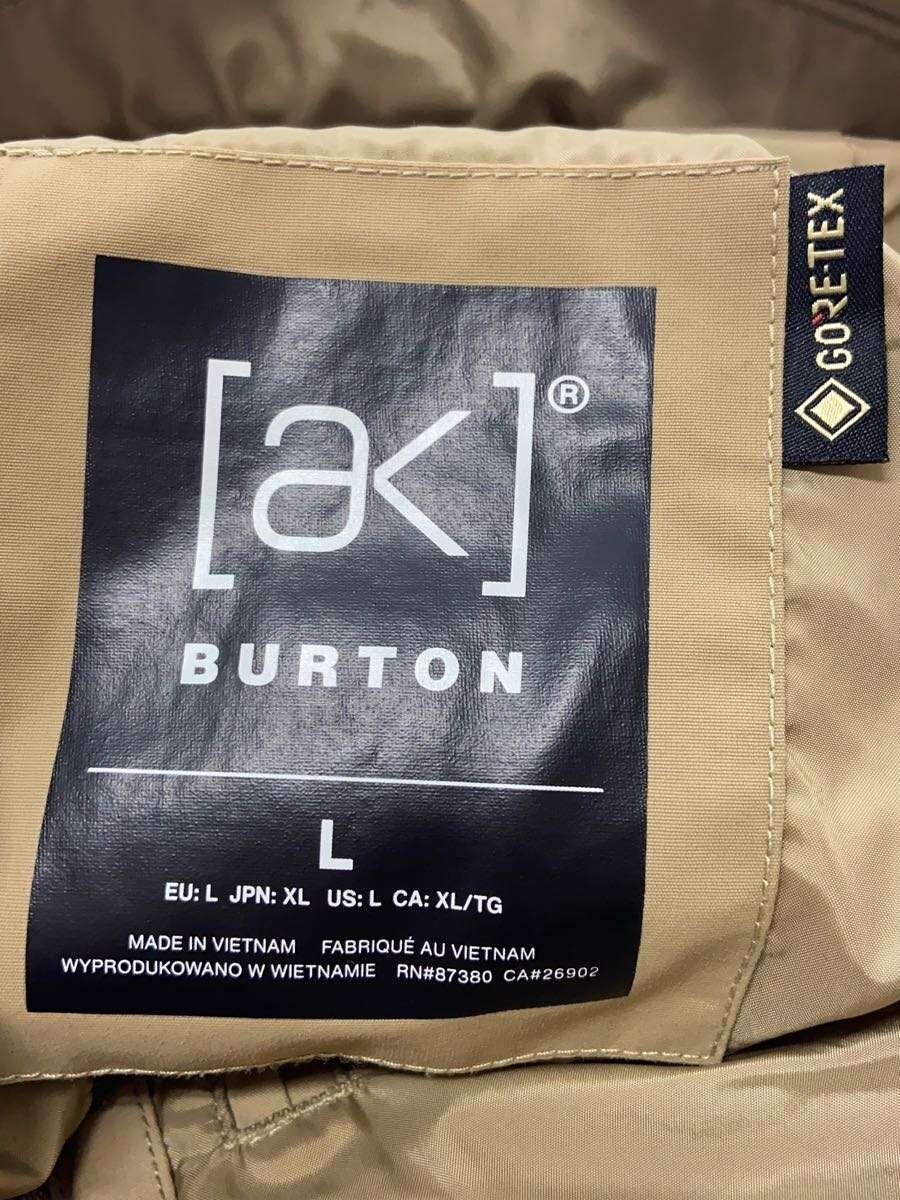 [ak]®
BURTON
L
EU: L JPN: XL US: L CA: XL/TG
MADE IN VIETNAM FABRIQUÉ AU VIETNAM
WYPRODUKOWANO W WIETNAMIE RN#87380 CA#26902
GORE-TEX